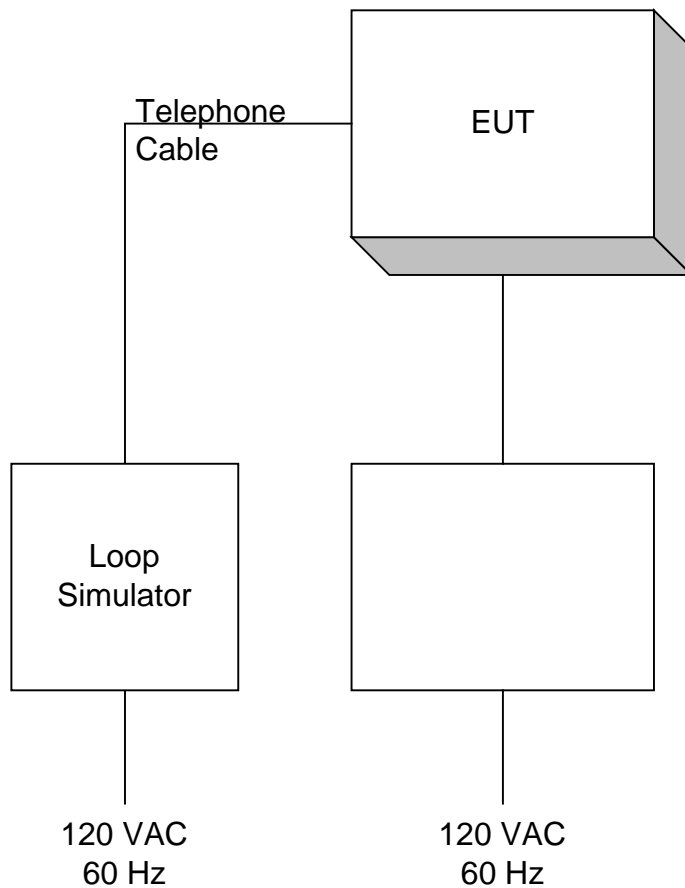 Telephone
Cable
EUT
Loop
Simulator
120 VAC
60 Hz
120 VAC
60 Hz